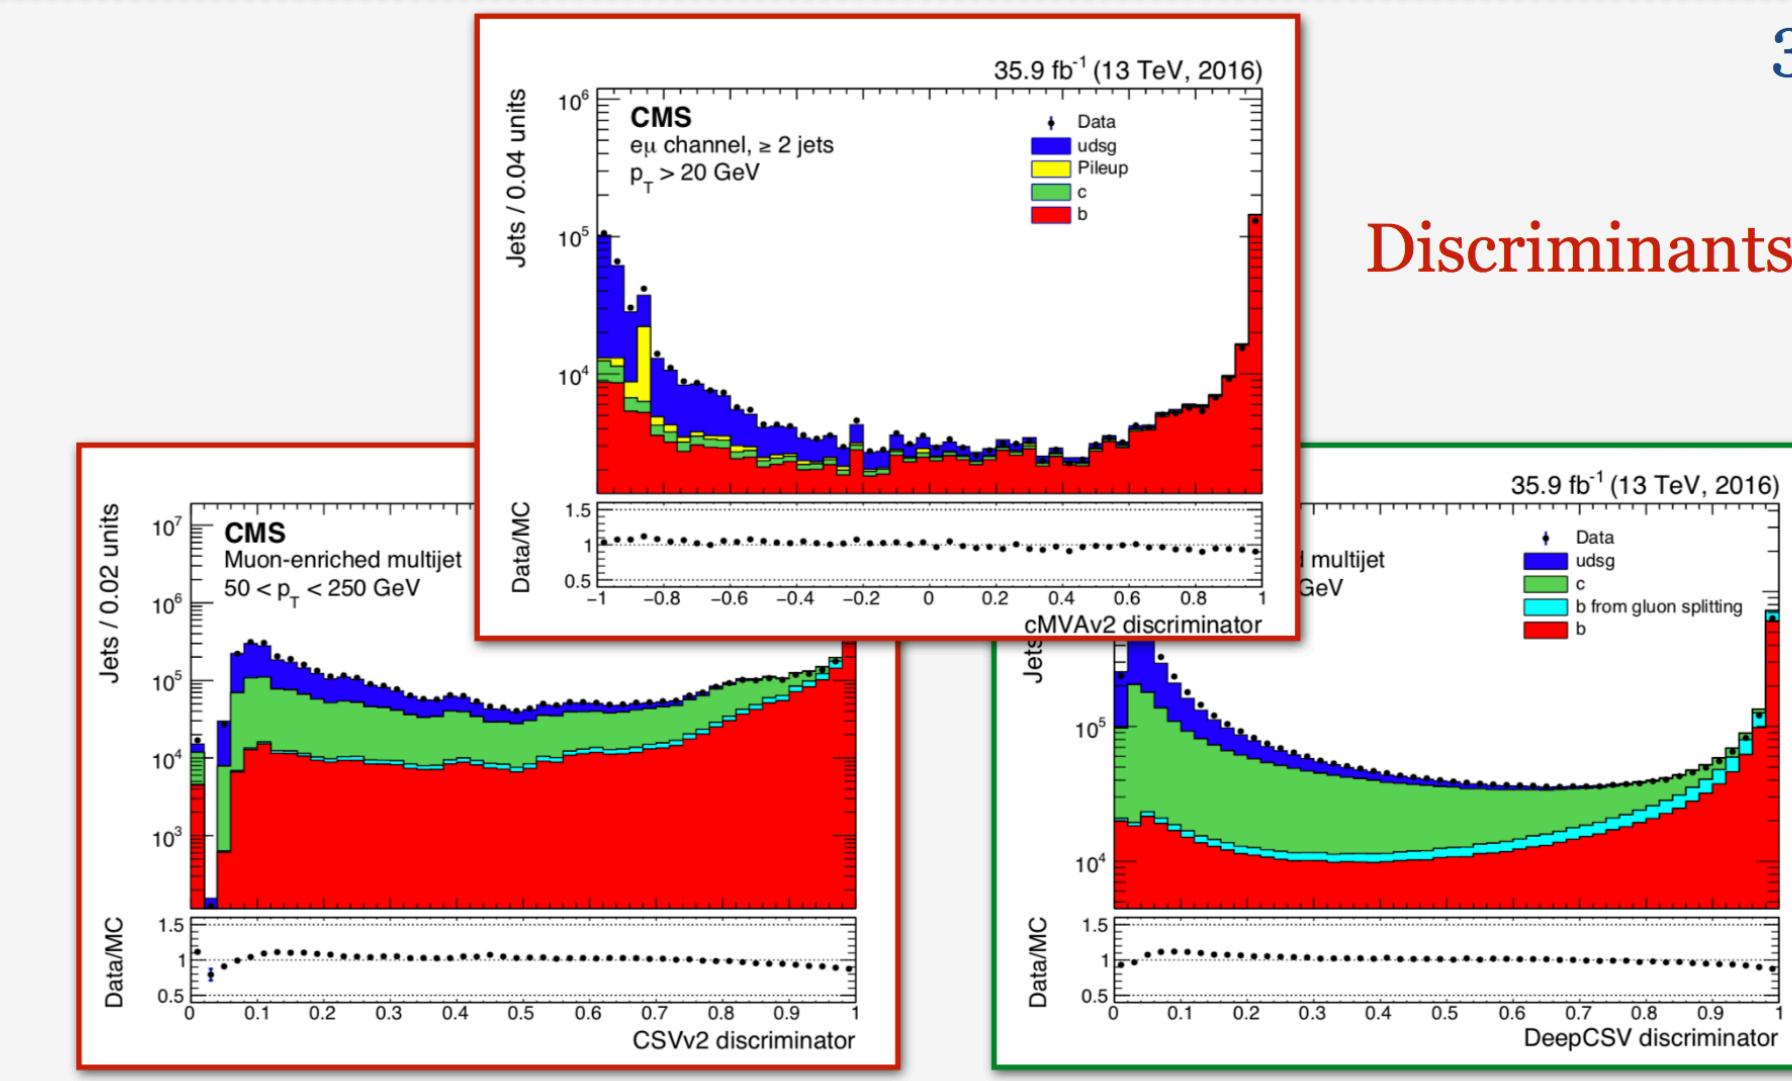 3
Discriminants
35.9 fb⁻¹ (13 TeV, 2016)
Jets / 0.04 units
CMS
eμ channel, ≥ 2 jets
p_T > 20 GeV
Data
udsg
Pileup
c
b
10⁶
10⁵
10⁴
Data/MC
1.5
1
0.5
−1 −0.8 −0.6 −0.4 −0.2 0 0.2 0.4 0.6 0.8 1
cMVAv2 discriminator
Jets / 0.02 units
CMS
Muon-enriched multijet
50 < p_T < 250 GeV
10⁷
10⁶
10⁵
10⁴
10³
Data/MC
1.5
1
0.5
0 0.1 0.2 0.3 0.4 0.5 0.6 0.7 0.8 0.9 1
CSVv2 discriminator
35.9 fb⁻¹ (13 TeV, 2016)
multijet
GeV
Data
udsg
c
b from gluon splitting
b
Jets
10⁵
10⁴
Data/MC
1.5
1
0.5
0 0.1 0.2 0.3 0.4 0.5 0.6 0.7 0.8 0.9 1
DeepCSV discriminator